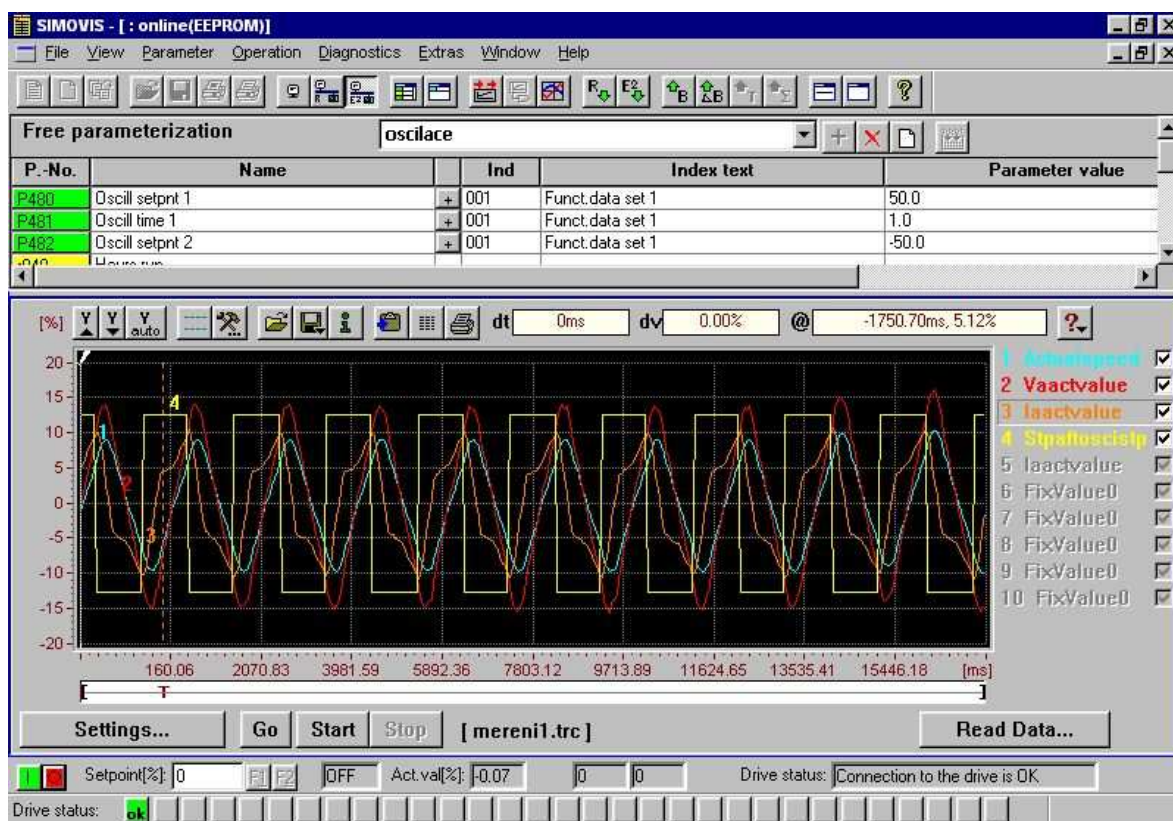 SIMOVIS - [ : online(EEPROM)]
File View Parameter Operation Diagnostics Extras Window Help
Free parameterization oscilace
P.-No. Name Ind Index text Parameter value
P480 Oscill setpnt 1 + 001 Funct.data set 1 50.0
P481 Oscill time 1 + 001 Funct.data set 1 1.0
P482 Oscill setpnt 2 + 001 Funct.data set 1 -50.0
[%] Y Y Y auto dt 0ms dv 0.00% @ -1750.70ms, 5.12% ?
20
15
10
5
0
-5
-10
-15
-20
1
2
3
4
1 Actualspeed
2 Vaactvalue
3 Iaactvalue
4 Stpaftoscistp
5 Iaactvalue
6 FixValue0
7 FixValue0
8 FixValue0
9 FixValue0
10 FixValue0
160.06 2070.83 3981.59 5892.36 7803.12 9713.89 11624.65 13535.41 15446.18 [ms]
T
Settings... Go Start Stop [ mereni1.trc ] Read Data...
I Setpoint[%]: 0 F1 F2 OFF Act.val[%]: -0.07 0 0 Drive status: Connection to the drive is OK
Drive status: ok